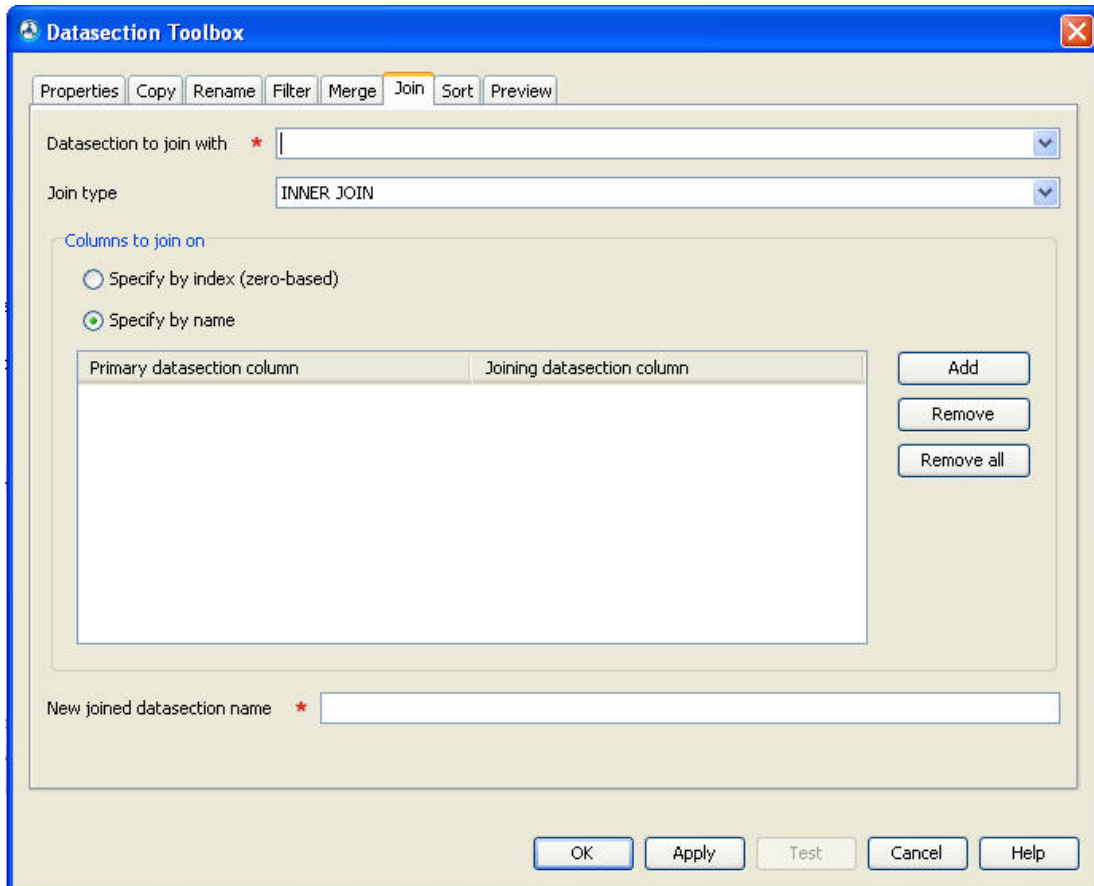 Datasection Toolbox
Properties Copy Rename Filter Merge Join Sort Preview
Datasection to join with *
Join type INNER JOIN
Columns to join on
Specify by index (zero-based)
Specify by name
Primary datasection column Joining datasection column
Add
Remove
Remove all
New joined datasection name *
OK Apply Test Cancel Help